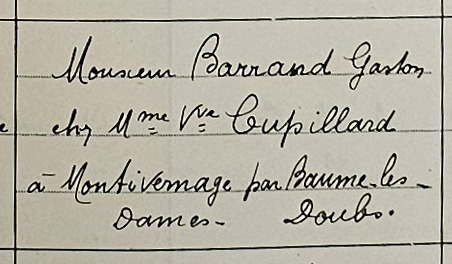 Monsieur Barrand Gaston
chez Mme Vve Cupillard
à Montivernage par Baume-les-
Dames- Doubs.